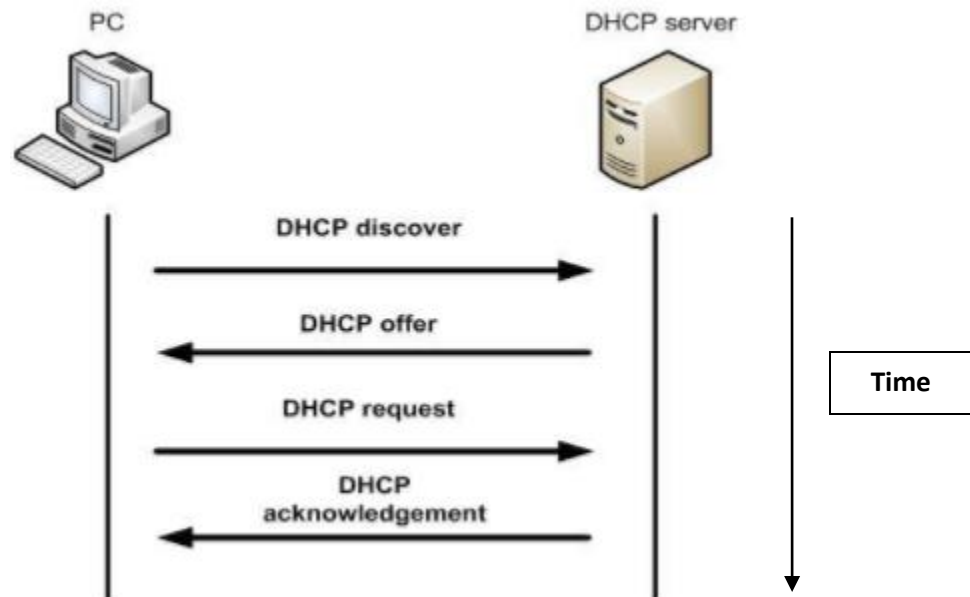 PC
DHCP server
DHCP discover
DHCP offer
Time
DHCP request
DHCP
acknowledgement